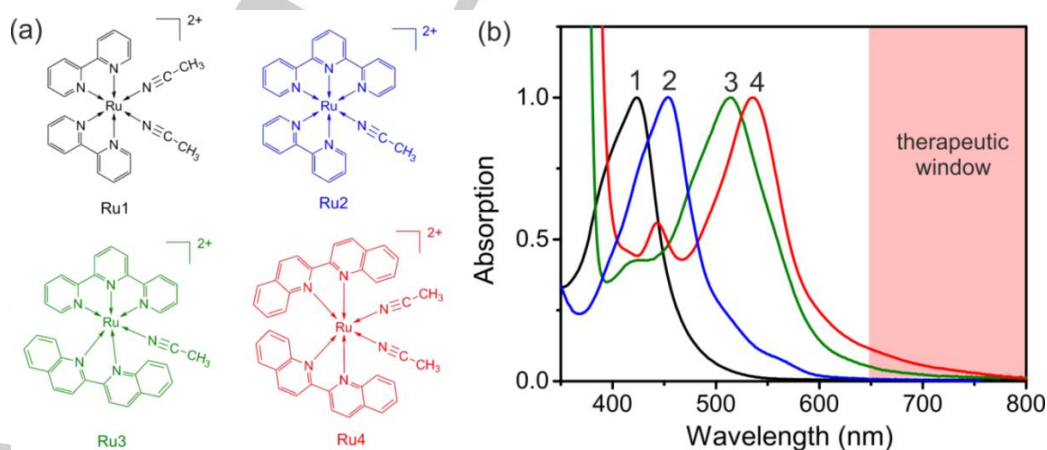 (a)
2+
N
N
N
N
Ru
N≡C-CH3
N≡C-CH3
Ru1
2+
N
N
N
Ru
N
N
N≡C-CH3
Ru2
2+
N
N
N
Ru
N
N
N≡C-CH3
Ru3
2+
N
N
N
N
Ru
N≡C-CH3
N≡C-CH3
Ru4
(b)
1 2 3 4
therapeutic
window
1.0
0.5
0.0
Absorption
400 500 600 700 800
Wavelength (nm)